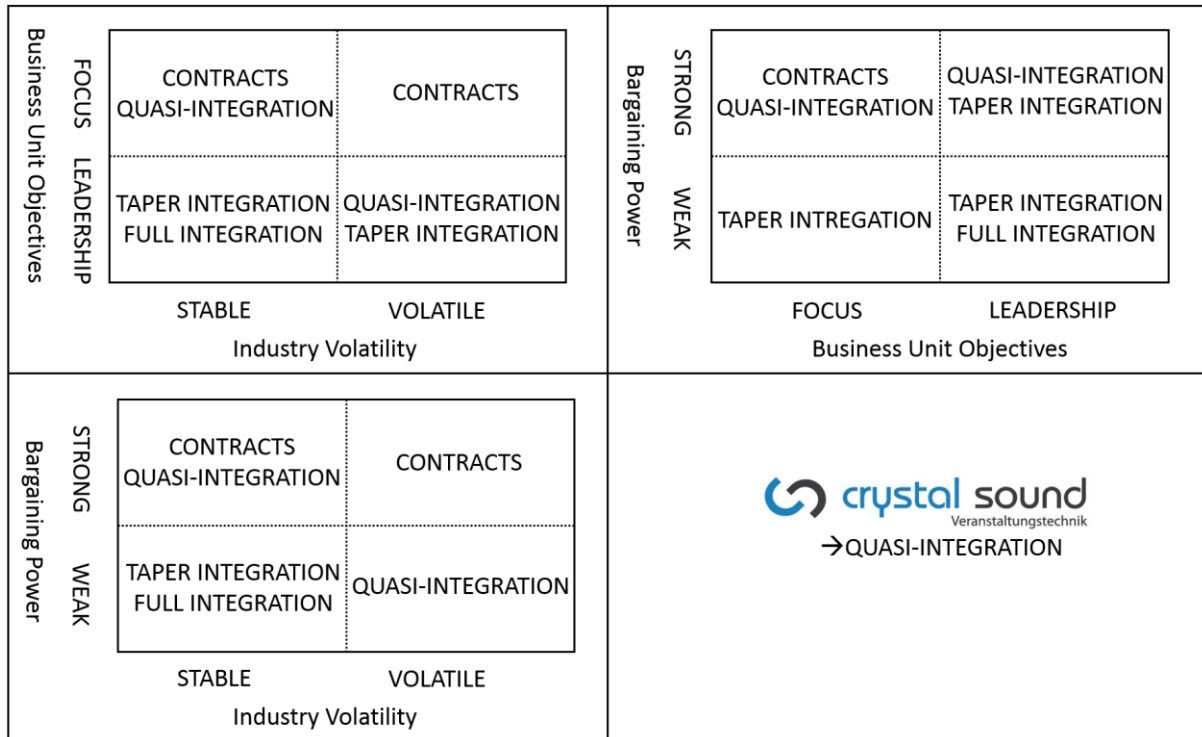 Business Unit Objectives
FOCUS
LEADERSHIP
CONTRACTS
QUASI-INTEGRATION
CONTRACTS
TAPER INTEGRATION
FULL INTEGRATION
QUASI-INTEGRATION
TAPER INTEGRATION
STABLE
VOLATILE
Industry Volatility
Bargaining Power
STRONG
WEAK
CONTRACTS
QUASI-INTEGRATION
QUASI-INTEGRATION
TAPER INTEGRATION
TAPER INTREGATION
TAPER INTEGRATION
FULL INTEGRATION
FOCUS
LEADERSHIP
Business Unit Objectives
Bargaining Power
STRONG
WEAK
CONTRACTS
QUASI-INTEGRATION
CONTRACTS
TAPER INTEGRATION
FULL INTEGRATION
QUASI-INTEGRATION
STABLE
VOLATILE
Industry Volatility
crystal sound
Veranstaltungstechnik
→QUASI-INTEGRATION